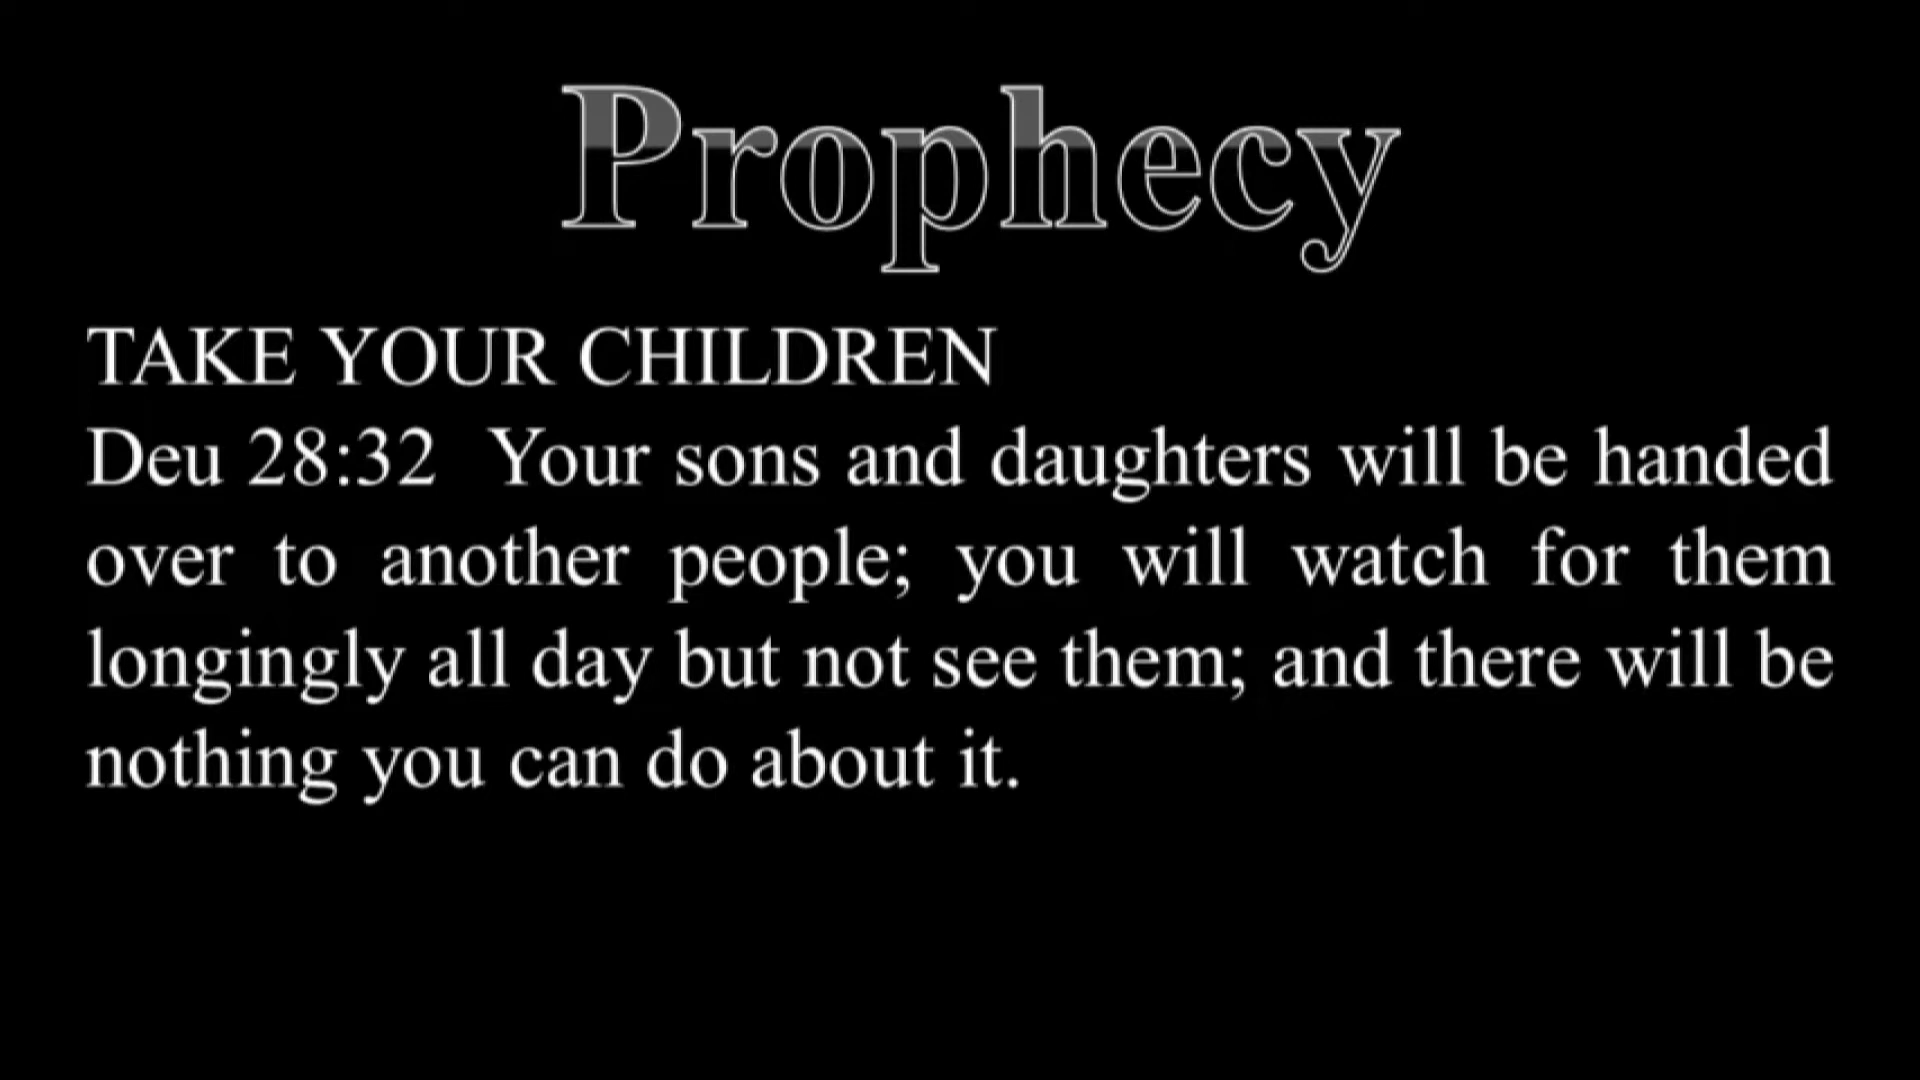 Prophecy
TAKE YOUR CHILDREN
Deu 28:32  Your sons and daughters will be handed
over to another people; you will watch for them
longingly all day but not see them; and there will be
nothing you can do about it.